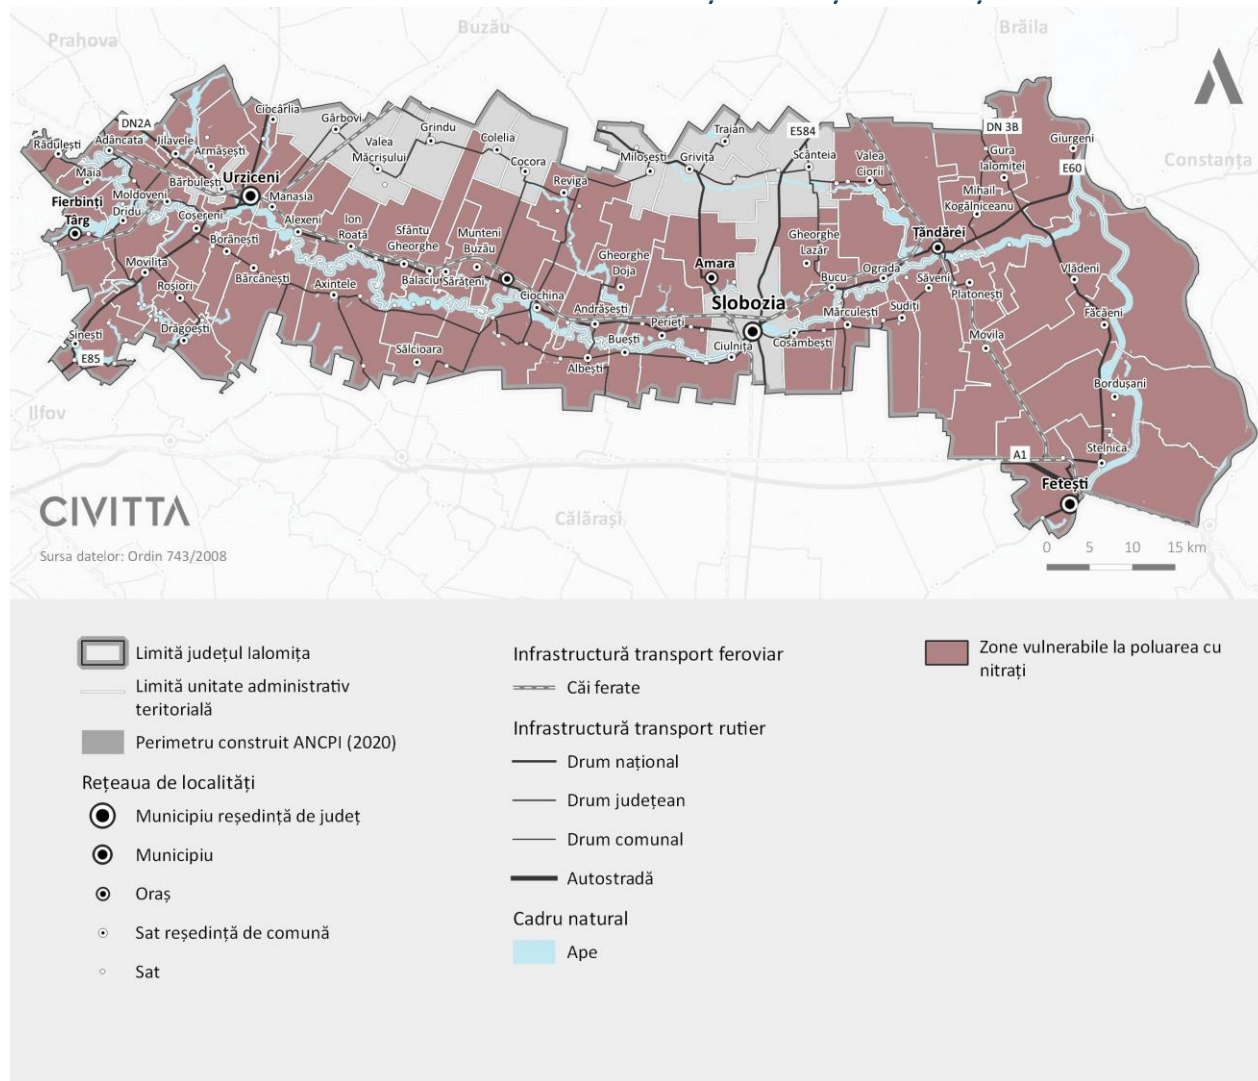 Prahova
Buzău
Brăila
Ciocârlia
DN2A
Gârbovi
Grindu
Traian
E584
DN 3B
Giurgeni
Rădulești
Adâncata
Jilavele
Armășești
Valea
Măcrișului
Colelia
Cocora
Miloșești
Grivița
Scânteia
Valea
Ciorii
Gura
Ialomiței
Constanța
E60
Maia
Bărbulești
Urziceni
Reviga
Mihail
Kogălniceanu
Fierbinți
Târg
Moldoveni
Dridu
Manasia
Coșereni
Alexeni
Ion
Roată
Sfântu
Gheorghe
Munteni
Buzău
Gheorghe
Lazăr
Țăndărei
Borănești
Movilița
Bărcănești
Gheorghe
Doja
Amara
Vlădeni
Roșiori
Axintele
Balaciu
Sărățeni
Ciochina
Slobozia
Bucu
Ograda
Săveni
Platonești
Andrășești
Perieți
Mărculești
Sudiți
Făcăeni
Drăgoești
Sinești
E85
Sălcioara
Buești
Albești
Ciulnița
Cosâmbești
Movila
Bordușani
Ilfov
A1
Stelnica
Fetești
CIVITTA
Călărași
Sursa datelor: Ordin 743/2008
0 5 10 15 km
Limită județul Ialomița
Limită unitate administrativ
teritorială
Perimetru construit ANCPI (2020)
Rețeaua de localități
Municipiu reședință de județ
Municipiu
Oraș
Sat reședință de comună
Sat
Infrastructură transport feroviar
Căi ferate
Infrastructură transport rutier
Drum național
Drum județean
Drum comunal
Autostradă
Cadru natural
Ape
Zone vulnerabile la poluarea cu
nitrați